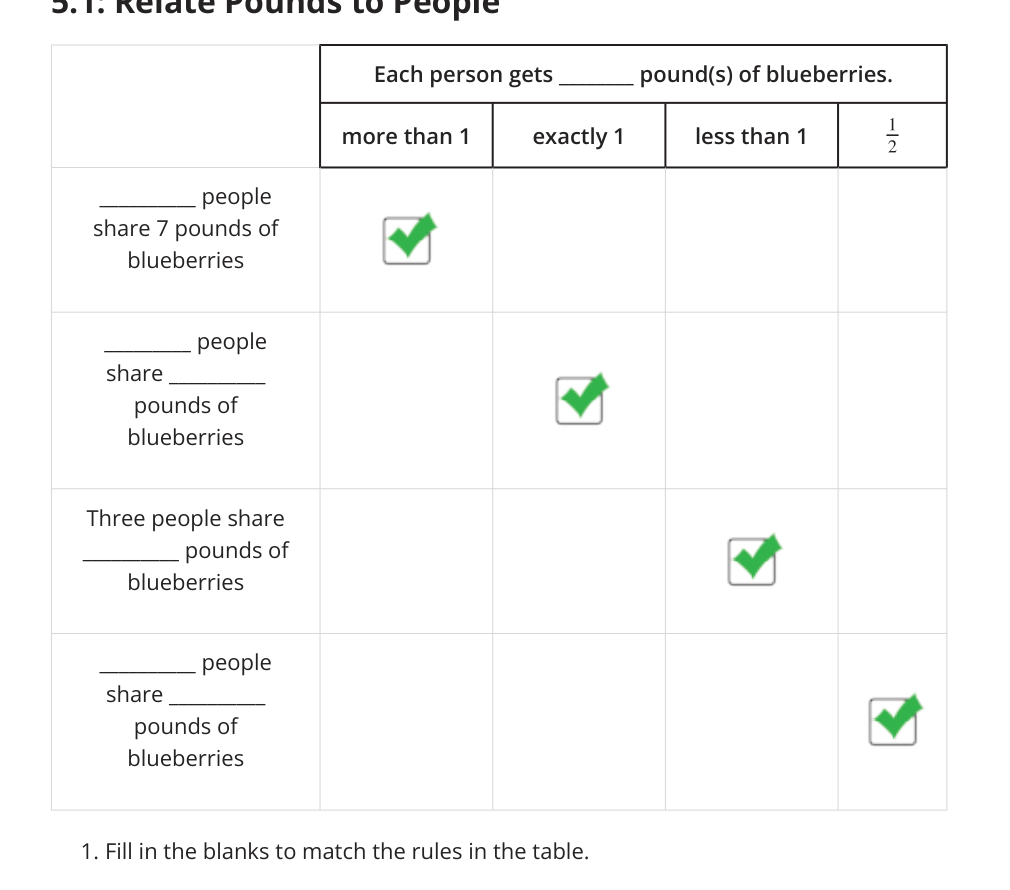 5.1: Relate Pounds to People
Each person gets _______ pound(s) of blueberries.
more than 1
exactly 1
less than 1
1
2
_________ people
share 7 pounds of
blueberries
________ people
share _________
pounds of
blueberries
Three people share
_________ pounds of
blueberries
_________ people
share _________
pounds of
blueberries
1. Fill in the blanks to match the rules in the table.